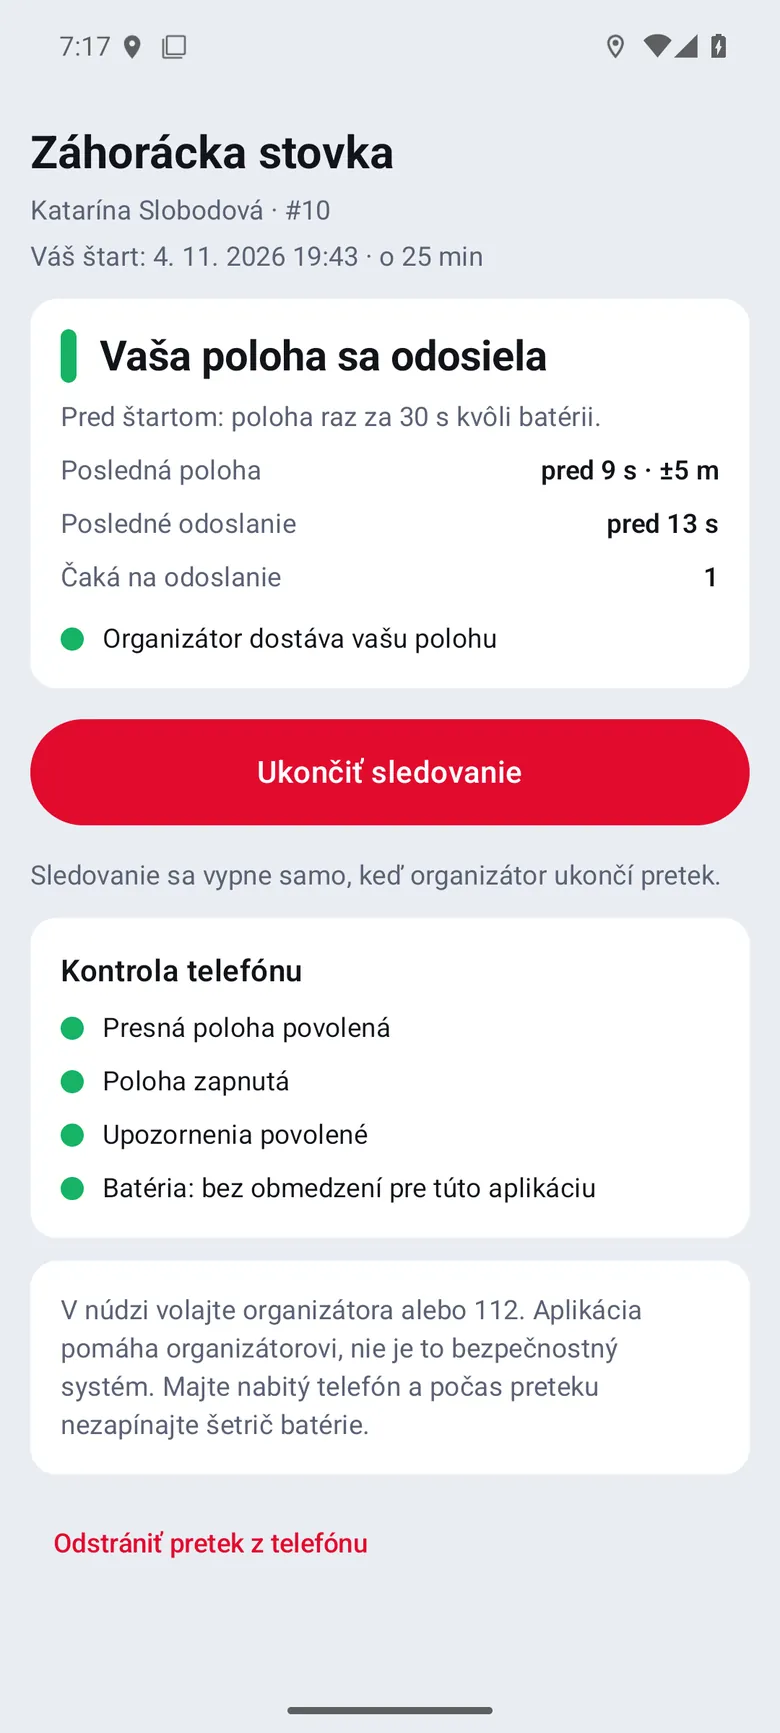 7:17
Záhorácka stovka
Katarína Slobodová · #10
Váš štart: 4. 11. 2026 19:43 · o 25 min
Vaša poloha sa odosiela
Pred štartom: poloha raz za 30 s kvôli batérii.
Posledná poloha pred 9 s · ±5 m
Posledné odoslanie pred 13 s
Čaká na odoslanie 1
Organizátor dostáva vašu polohu
Ukončiť sledovanie
Sledovanie sa vypne samo, keď organizátor ukončí pretek.
Kontrola telefónu
Presná poloha povolená
Poloha zapnutá
Upozornenia povolené
Batéria: bez obmedzení pre túto aplikáciu
V núdzi volajte organizátora alebo 112. Aplikácia
pomáha organizátorovi, nie je to bezpečnostný
systém. Majte nabitý telefón a počas preteku
nezapínajte šetrič batérie.
Odstrániť pretek z telefónu